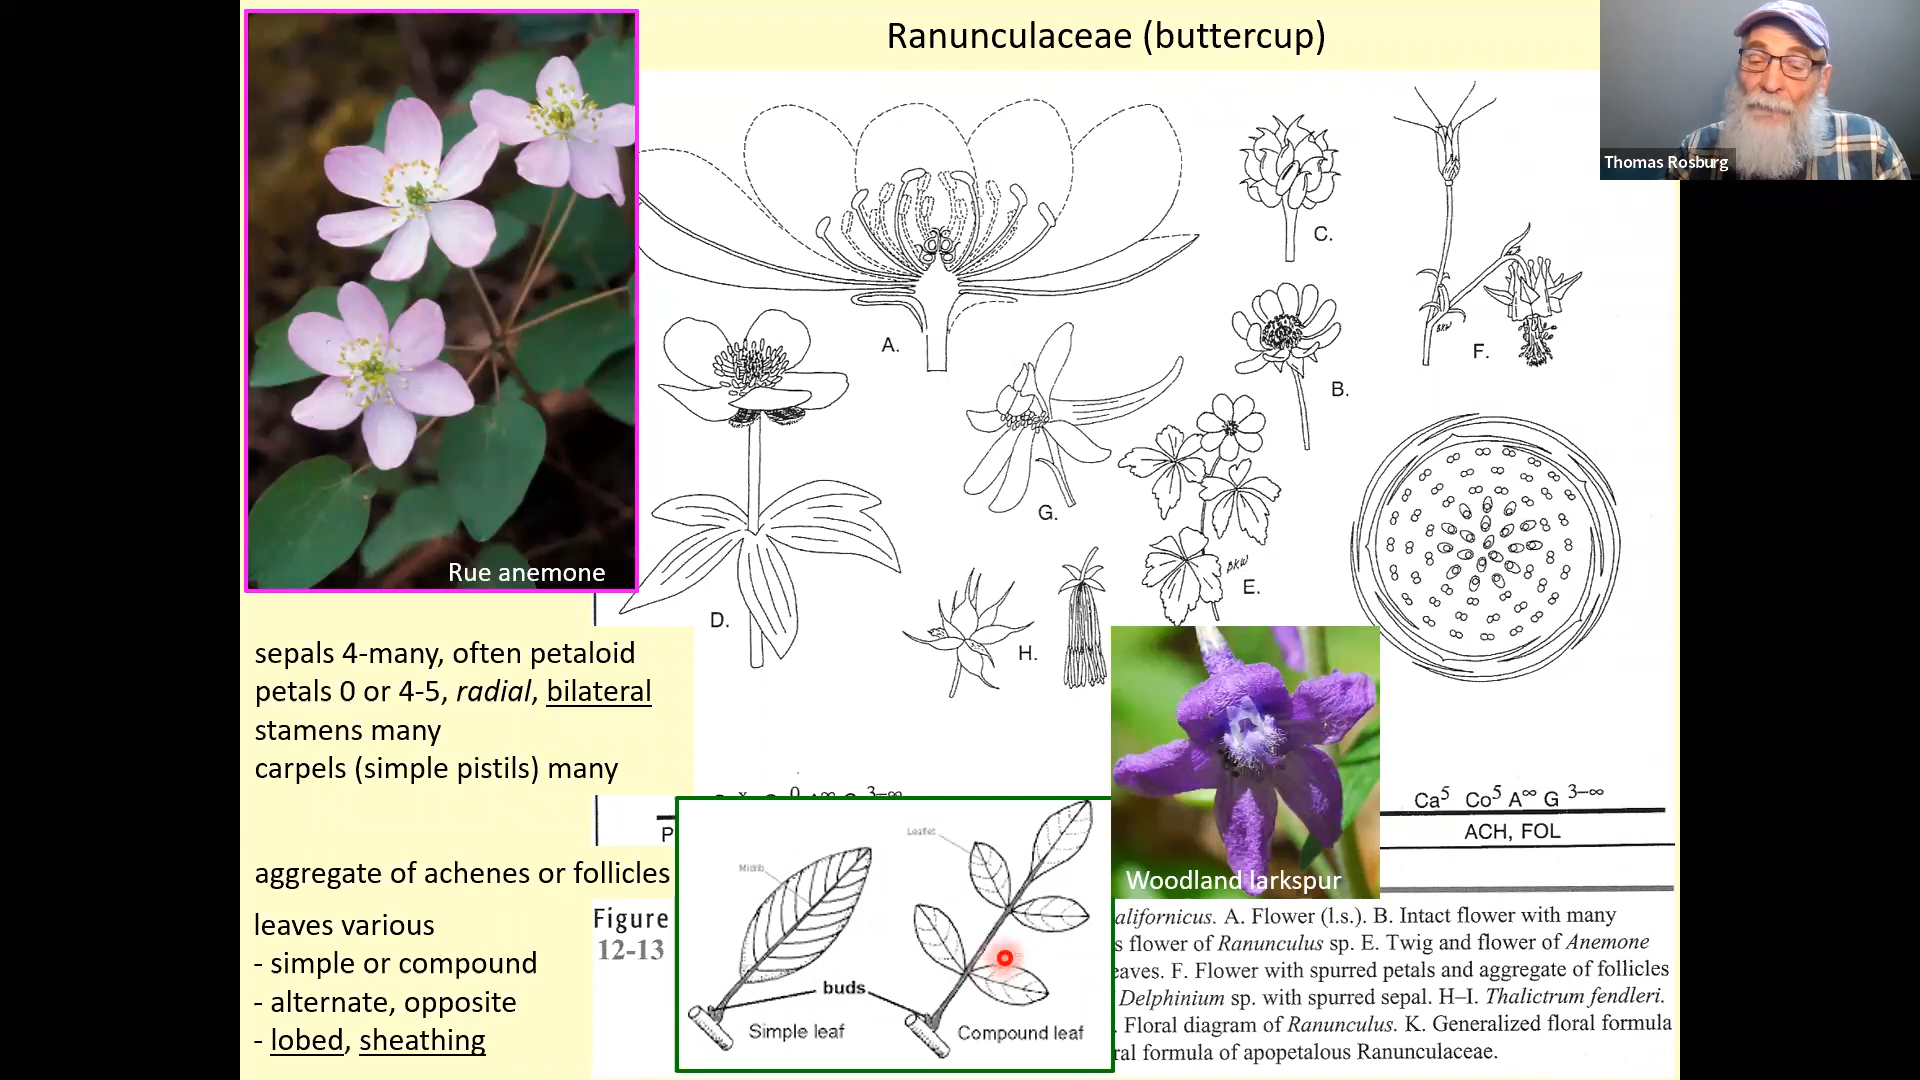 Ranunculaceae (buttercup)
Thomas Rosburg
Rue anemone
A.
B.
C.
D.
E.
F.
G.
H.
BKW
BKW
sepals 4-many, often petaloid
petals 0 or 4-5, radial, bilateral
stamens many
carpels (simple pistils) many
aggregate of achenes or follicles
leaves various
- simple or compound
- alternate, opposite
- lobed, sheathing
Figure
12-13
Midrib
Leaflet
buds
Simple leaf
Compound leaf
Woodland larkspur
Ca⁵ Co⁵ A∞ G ³⁻∞
ACH, FOL
alifornicus. A. Flower (l.s.). B. Intact flower with many
s flower of Ranunculus sp. E. Twig and flower of Anemone
eaves. F. Flower with spurred petals and aggregate of follicles
Delphinium sp. with spurred sepal. H–I. Thalictrum fendleri.
. Floral diagram of Ranunculus. K. Generalized floral formula
ral formula of apopetalous Ranunculaceae.